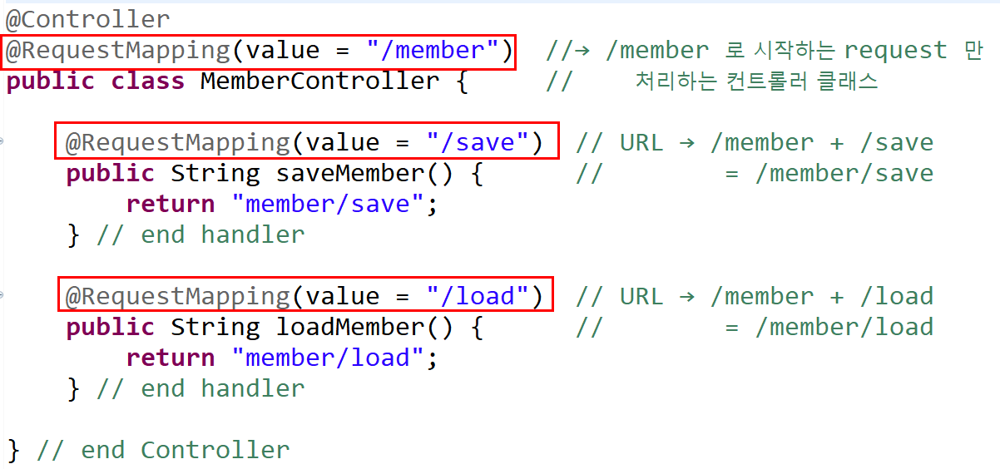 @Controller
@RequestMapping(value = "/member")  //→ /member 로 시작하는 request 만
public class MemberController {     //    처리하는 컨트롤러 클래스
@RequestMapping(value = "/save")  // URL → /member + /save
public String saveMember() {      //        = /member/save
return "member/save";
} // end handler
@RequestMapping(value = "/load")  // URL → /member + /load
public String loadMember() {      //        = /member/load
return "member/load";
} // end handler
} // end Controller